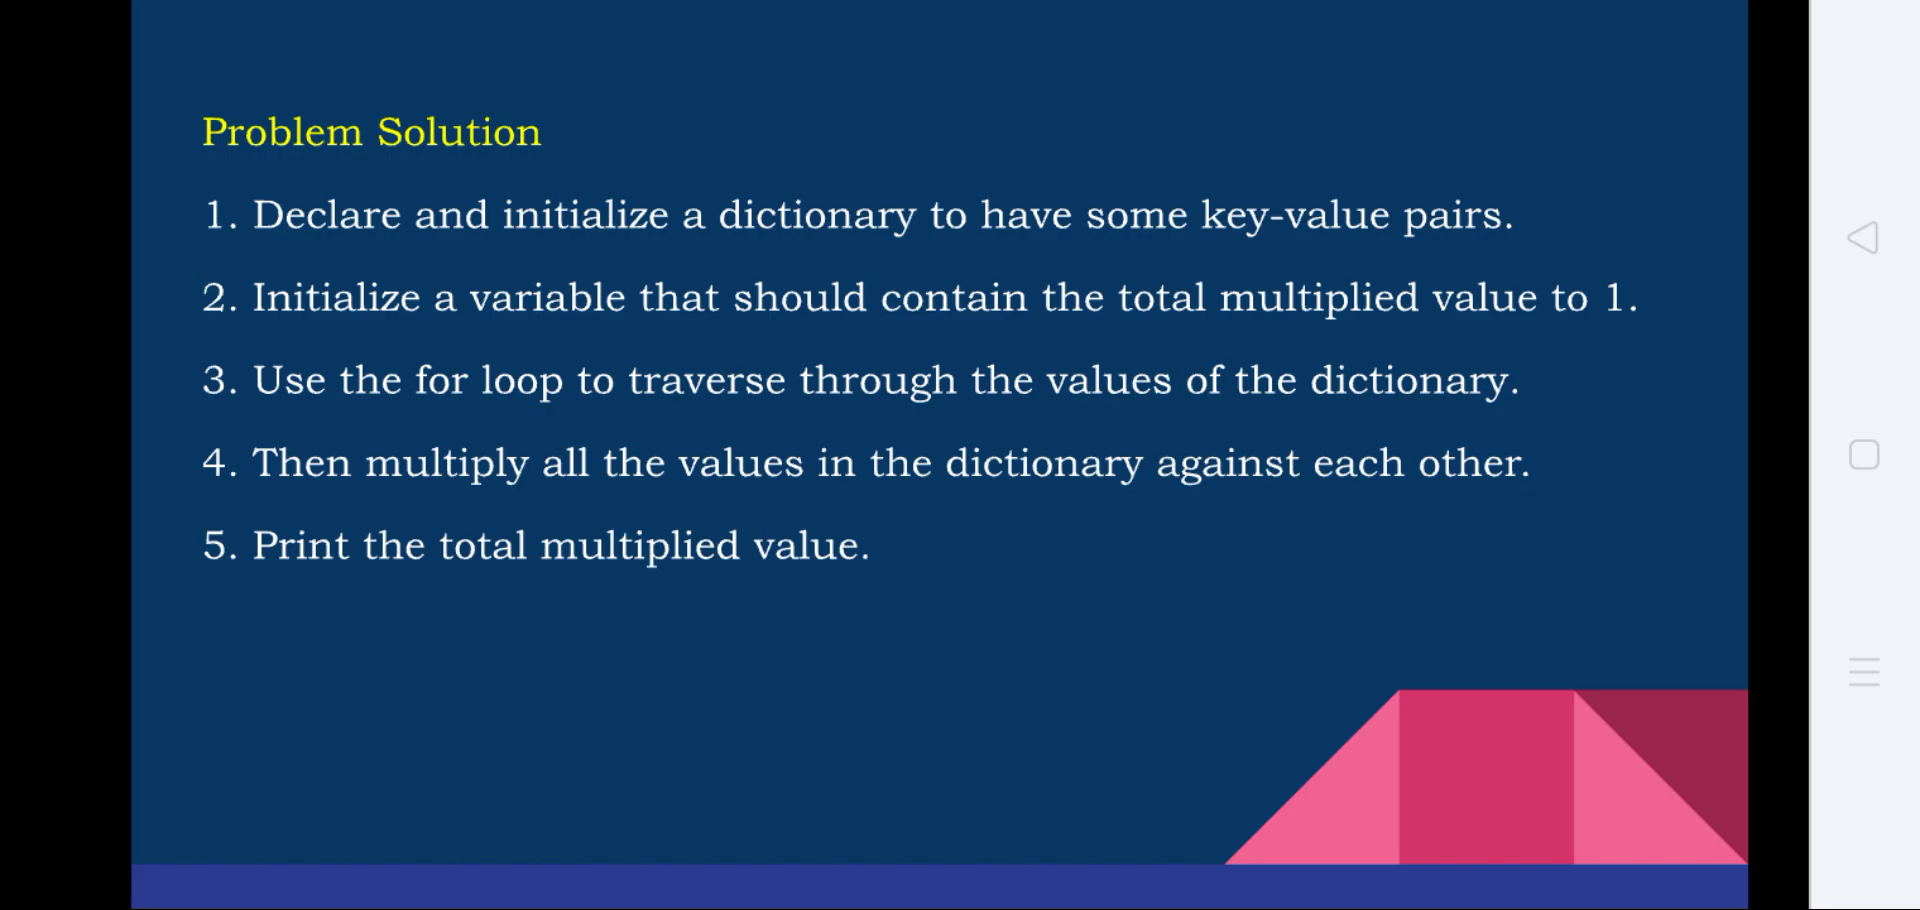 Problem Solution
1. Declare and initialize a dictionary to have some key-value pairs.
2. Initialize a variable that should contain the total multiplied value to 1.
3. Use the for loop to traverse through the values of the dictionary.
4. Then multiply all the values in the dictionary against each other.
5. Print the total multiplied value.